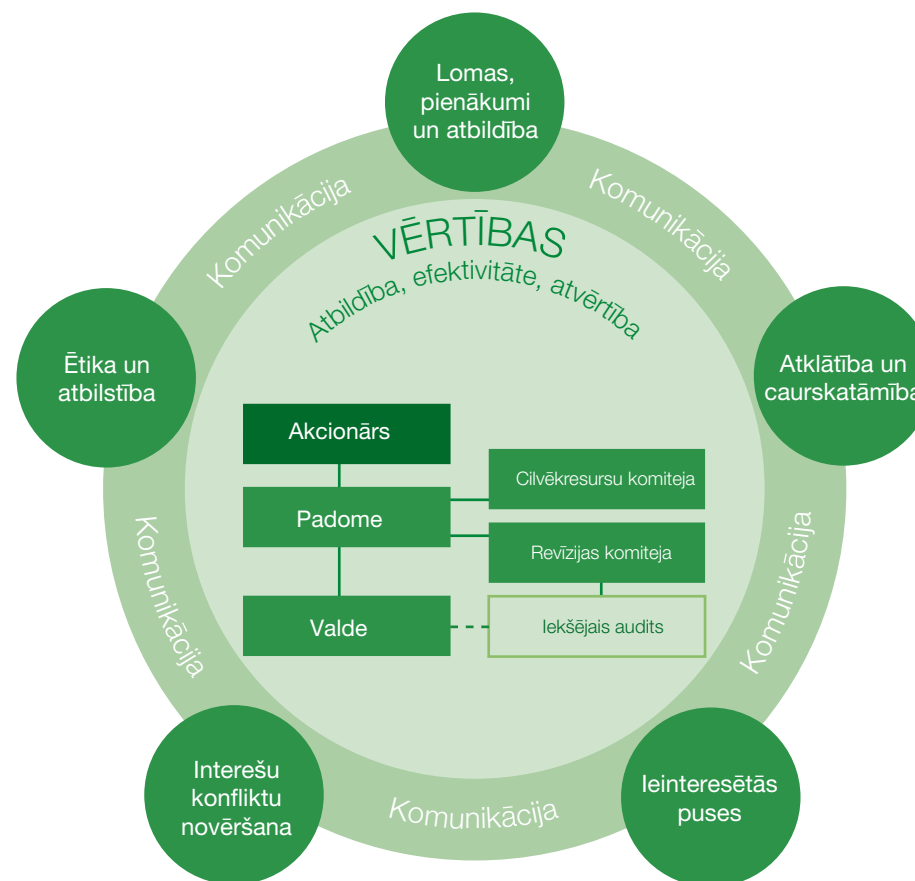 Lomas,
pienākumi
un atbildība
Komunikācija
Komunikācija
VĒRTĪBAS
Atbildība, efektivitāte, atvērtība
Ētika un
atbilstība
Atklātība un
caurskatāmība
Akcionārs
Cilvēkresursu komiteja
Padome
Revīzijas komiteja
Valde
Iekšējais audits
Komunikācija
Komunikācija
Interešu
konfliktu
novēršana
Komunikācija
Ieinteresētās
puses